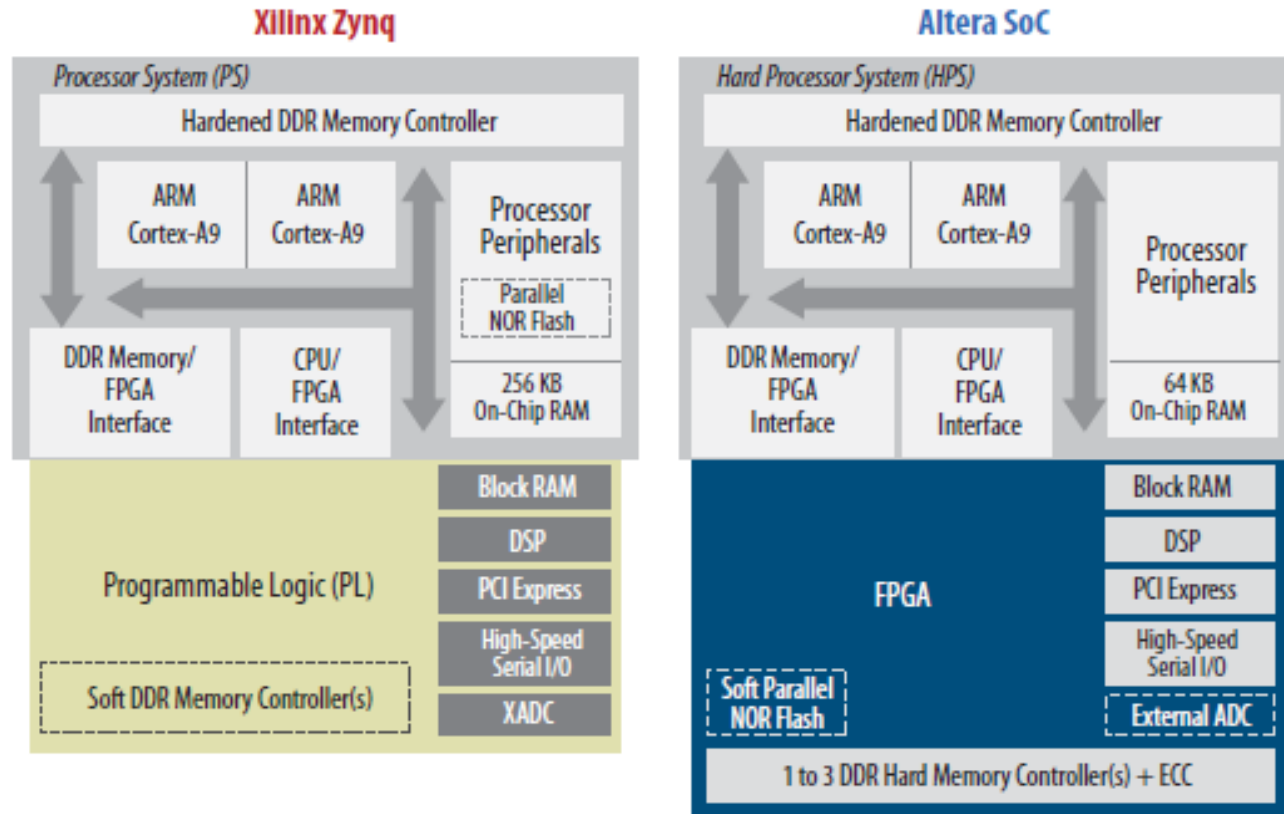 Xilinx Zynq
Processor System (PS)
Hardened DDR Memory Controller
ARM
Cortex-A9
ARM
Cortex-A9
Processor
Peripherals
Parallel
NOR Flash
DDR Memory/
FPGA
Interface
CPU/
FPGA
Interface
256 KB
On-Chip RAM
Programmable Logic (PL)
Soft DDR Memory Controller(s)
Block RAM
DSP
PCI Express
High-Speed
Serial I/O
XADC
Altera SoC
Hard Processor System (HPS)
Hardened DDR Memory Controller
ARM
Cortex-A9
ARM
Cortex-A9
Processor
Peripherals
DDR Memory/
FPGA
Interface
CPU/
FPGA
Interface
64 KB
On-Chip RAM
FPGA
Soft Parallel
NOR Flash
Block RAM
DSP
PCI Express
High-Speed
Serial I/O
External ADC
1 to 3 DDR Hard Memory Controller(s) + ECC